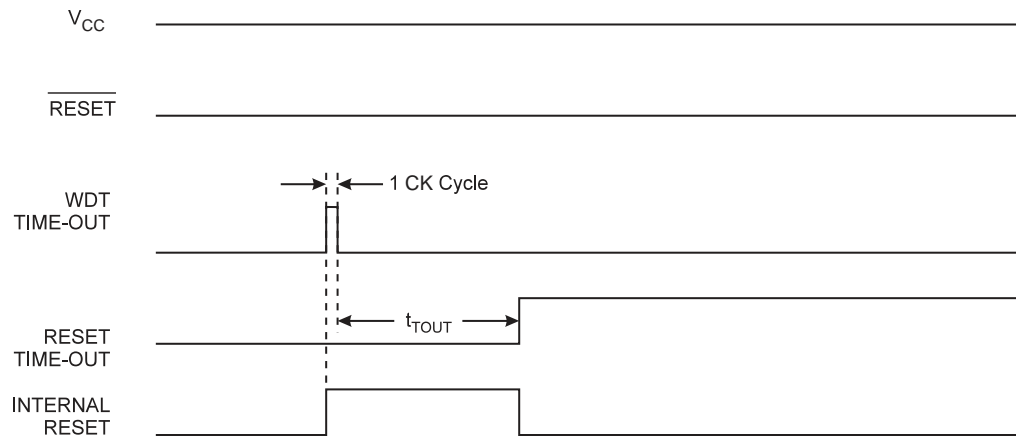 VCC
RESET
1 CK Cycle
WDT
TIME-OUT
tTOUT
RESET
TIME-OUT
INTERNAL
RESET